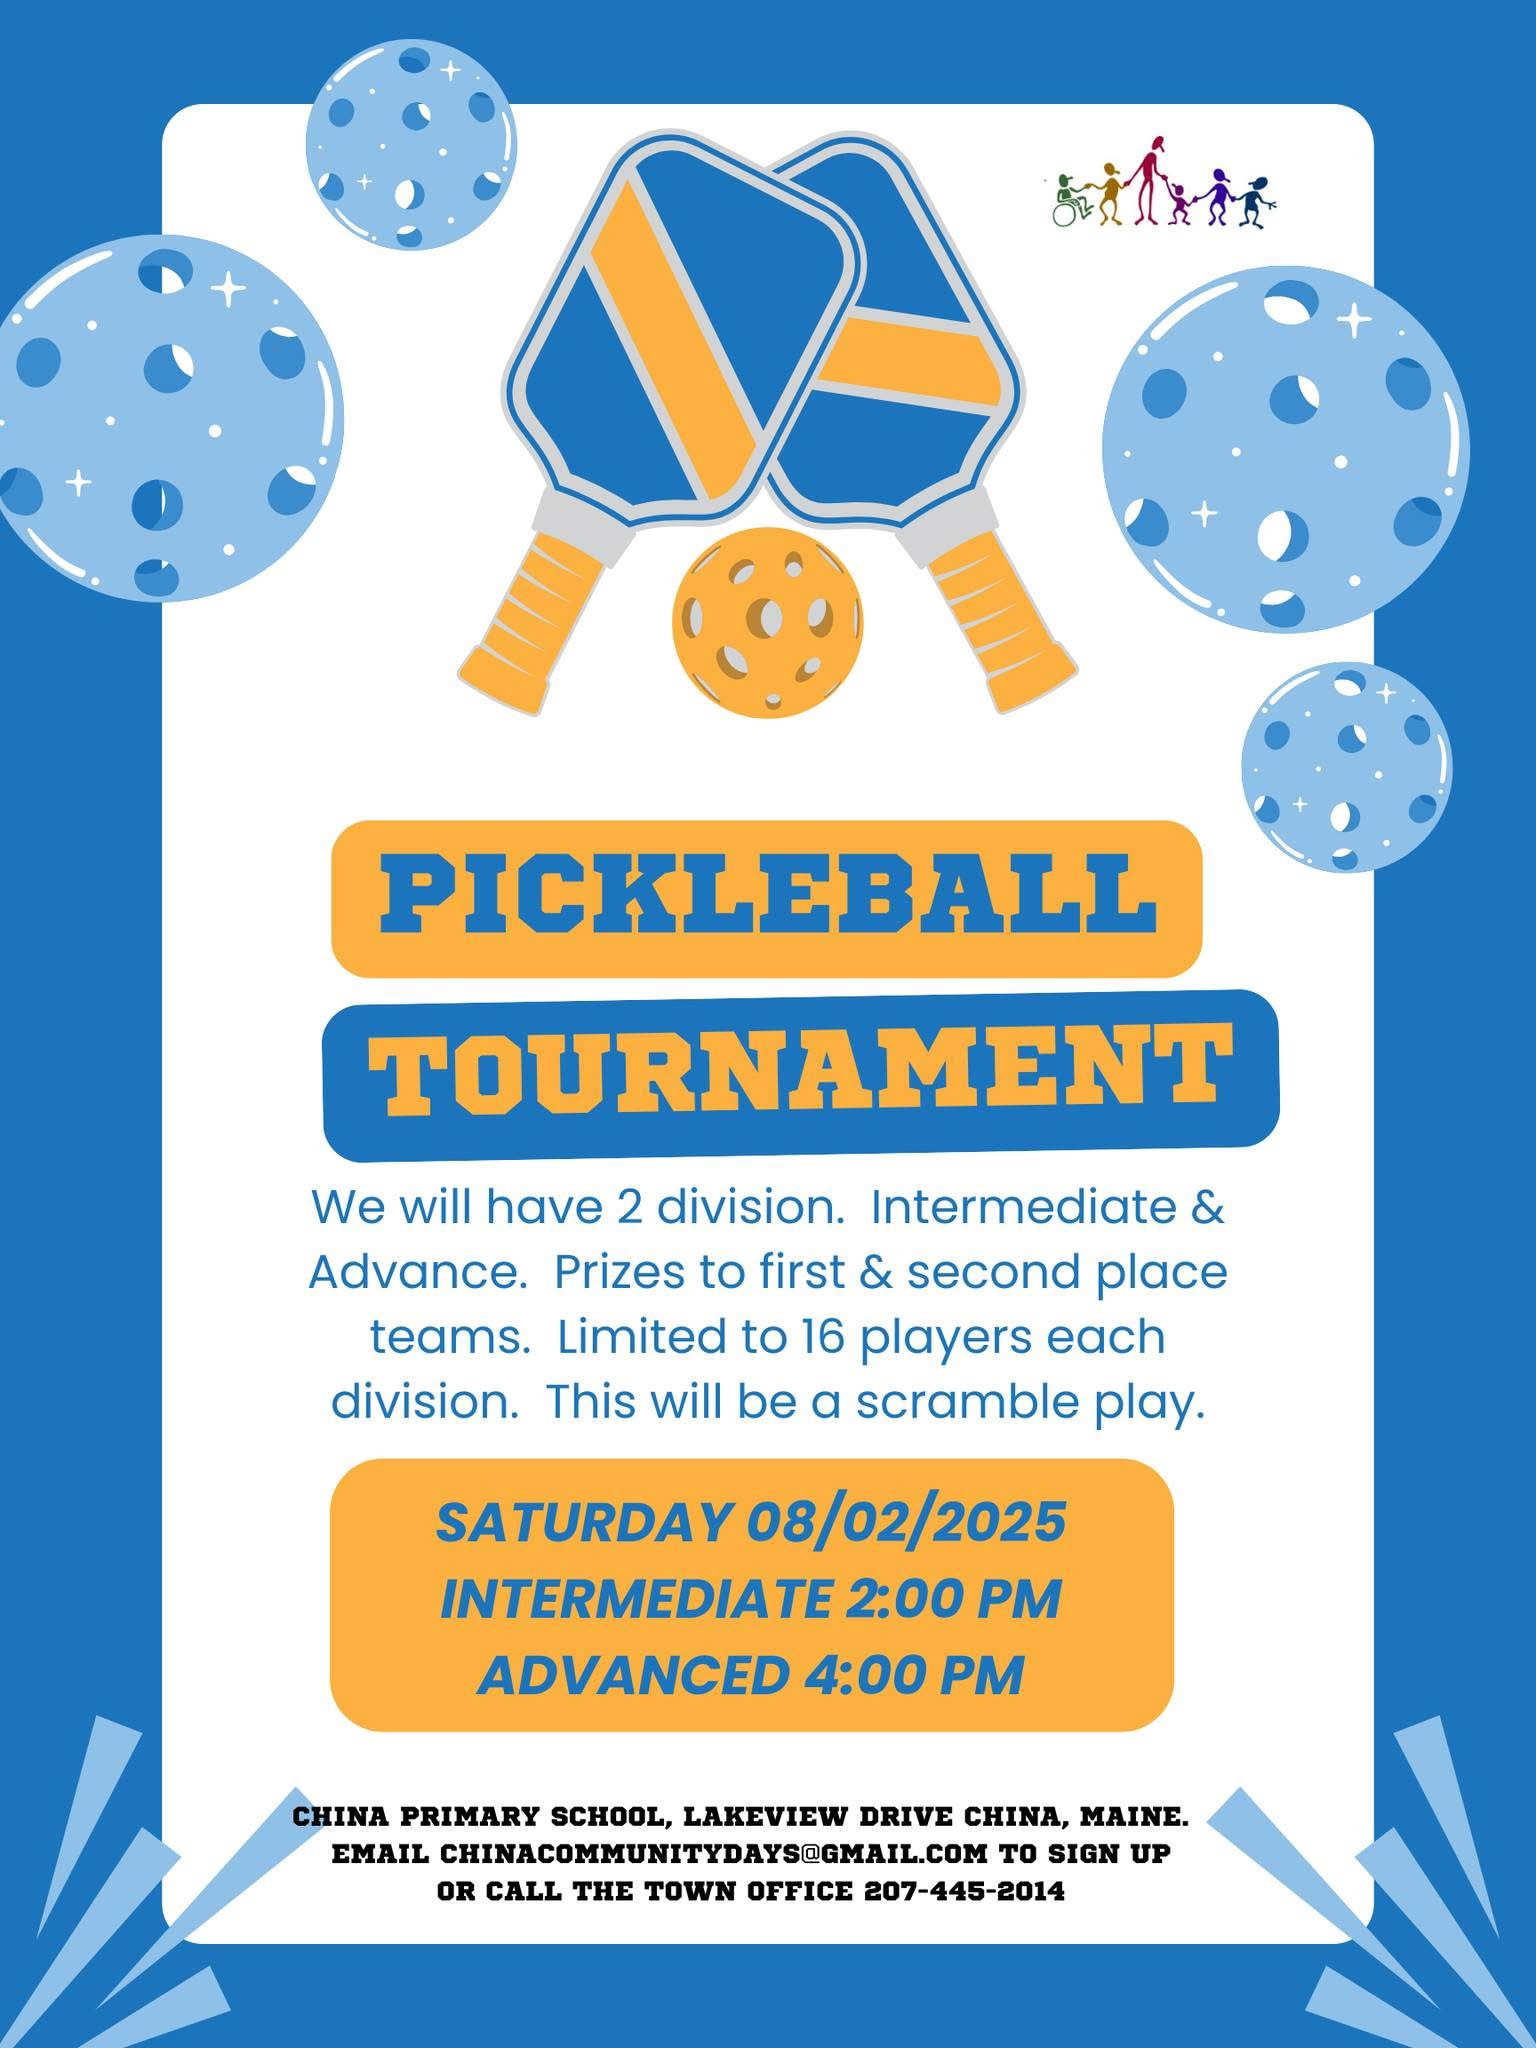 PICKLEBALL
TOURNAMENT
We will have 2 division.  Intermediate &
Advance.  Prizes to first & second place
teams.  Limited to 16 players each
division.  This will be a scramble play.
SATURDAY 08/02/2025
INTERMEDIATE 2:00 PM
ADVANCED 4:00 PM
CHINA PRIMARY SCHOOL, LAKEVIEW DRIVE CHINA, MAINE.
EMAIL CHINACOMMUNITYDAYS@GMAIL.COM TO SIGN UP
OR CALL THE TOWN OFFICE 207-445-2014